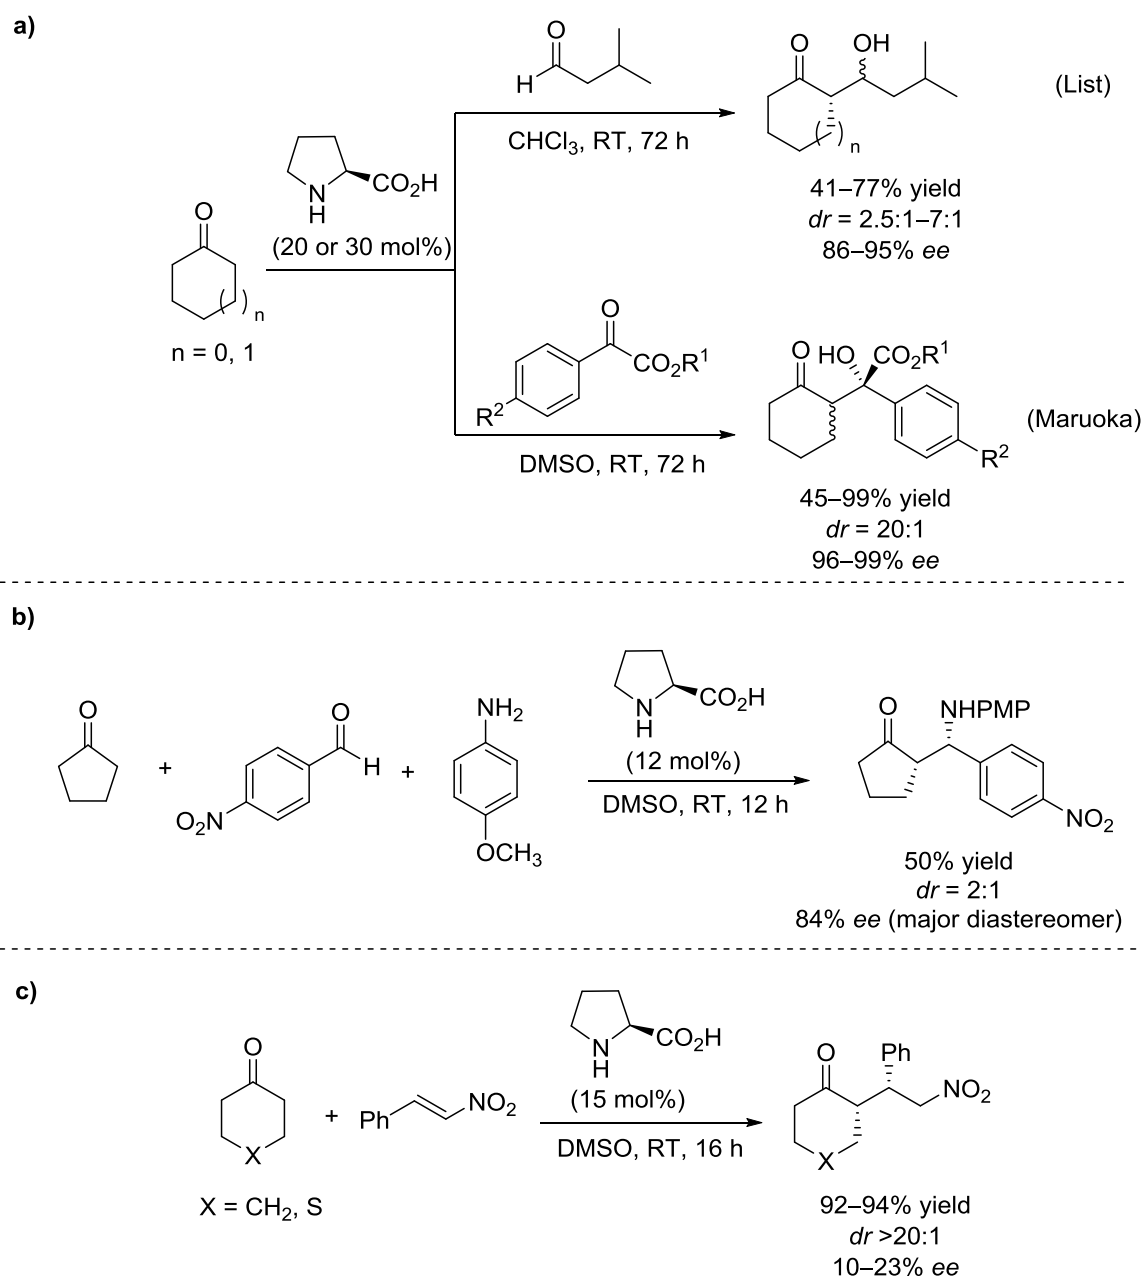 a)
O
H
CHCl3, RT, 72 h
O
OH
n
(List)
41–77% yield
dr = 2.5:1–7:1
86–95% ee
N
H
CO2H
(20 or 30 mol%)
O
n
n = 0, 1
O
CO2R1
R2
DMSO, RT, 72 h
O
HO
CO2R1
R2
(Maruoka)
45–99% yield
dr = 20:1
96–99% ee
b)
O
+
O
H
O2N
+
NH2
OCH3
N
H
CO2H
(12 mol%)
DMSO, RT, 12 h
O
NHPMP
NO2
50% yield
dr = 2:1
84% ee (major diastereomer)
c)
O
X
X = CH2, S
+
Ph
NO2
N
H
CO2H
(15 mol%)
DMSO, RT, 16 h
O
Ph
NO2
X
92–94% yield
dr >20:1
10–23% ee